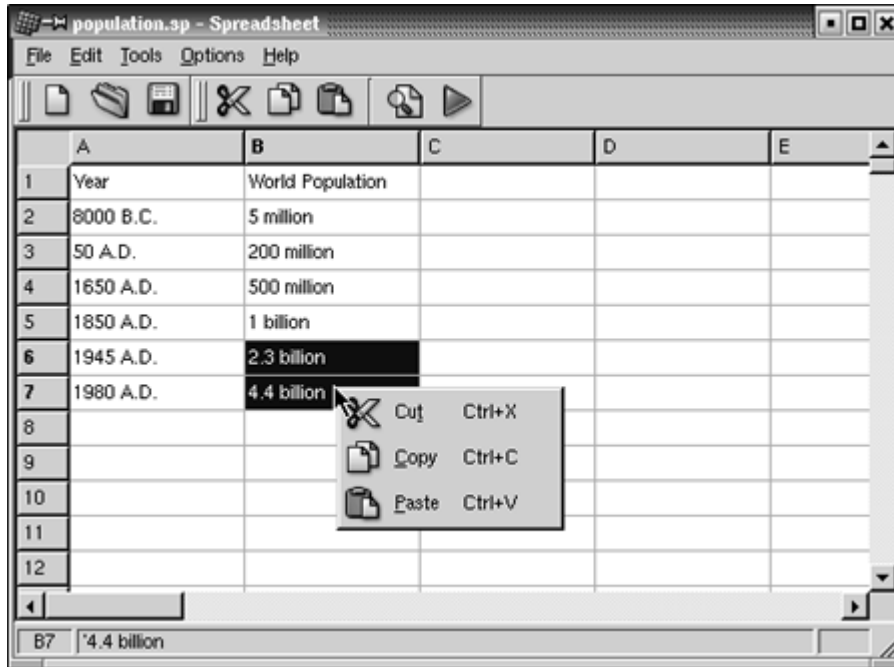 population.sp - Spreadsheet
File Edit Tools Options Help
A B C D E
1 Year World Population
2 8000 B.C. 5 million
3 50 A.D. 200 million
4 1650 A.D. 500 million
5 1850 A.D. 1 billion
6 1945 A.D. 2.3 billion
7 1980 A.D. 4.4 billion
Cut Ctrl+X
8
Copy Ctrl+C
9
10
Paste Ctrl+V
11
12
B7 '4.4 billion